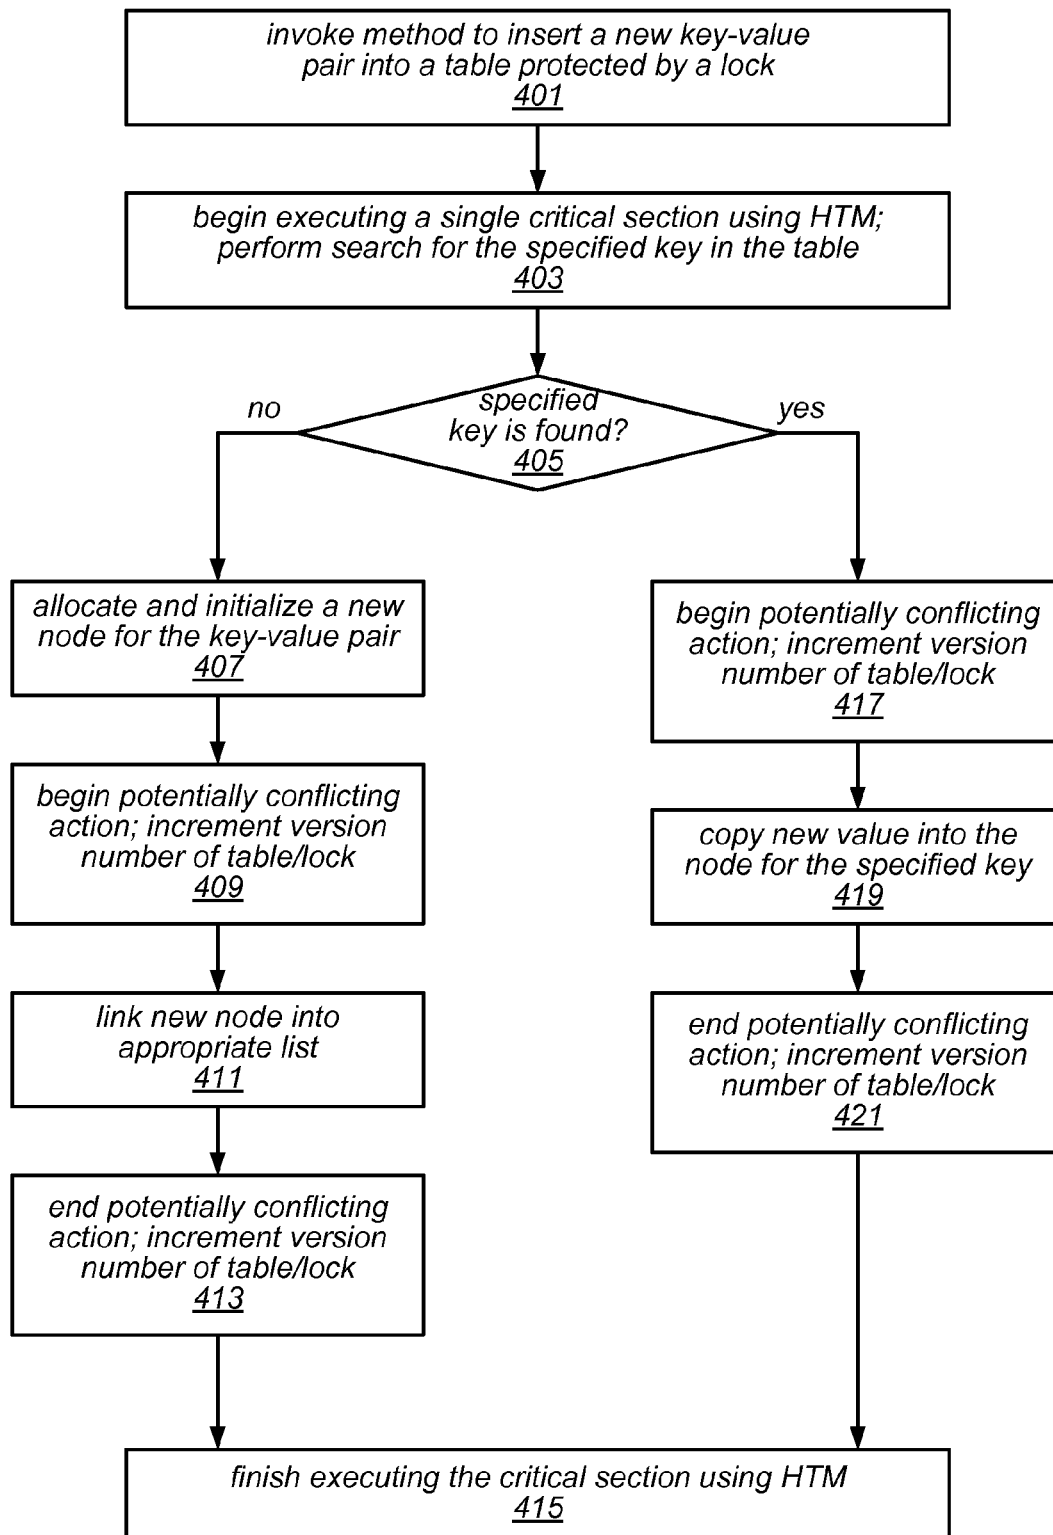 invoke method to insert a new key-value
pair into a table protected by a lock
401
begin executing a single critical section using HTM;
perform search for the specified key in the table
403
specified
key is found?
405
no
yes
allocate and initialize a new
node for the key-value pair
407
begin potentially conflicting
action; increment version
number of table/lock
409
link new node into
appropriate list
411
end potentially conflicting
action; increment version
number of table/lock
413
begin potentially conflicting
action; increment version
number of table/lock
417
copy new value into the
node for the specified key
419
end potentially conflicting
action; increment version
number of table/lock
421
finish executing the critical section using HTM
415